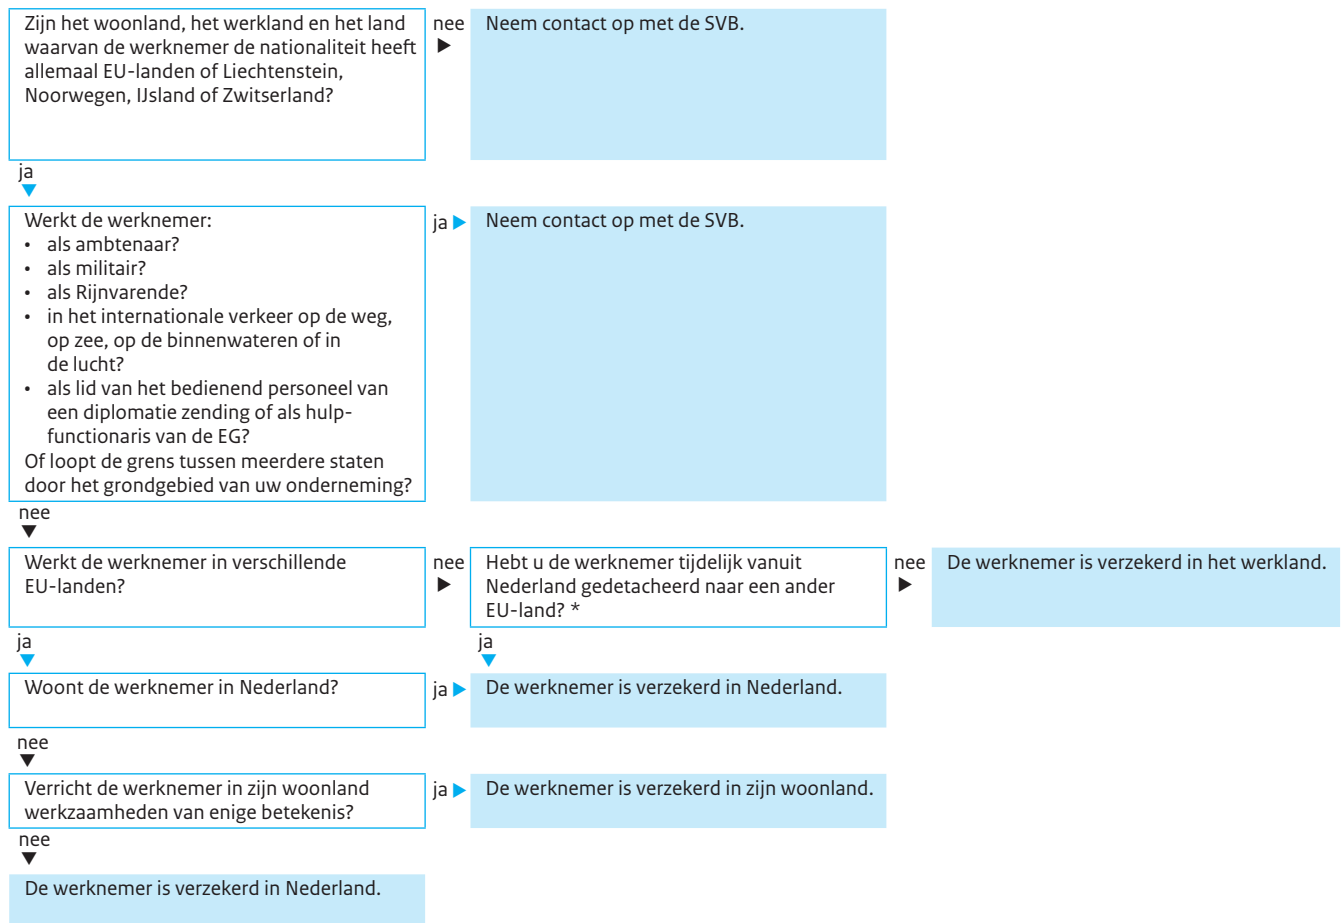 Zijn het woonland, het werkland en het land
waarvan de werknemer de nationaliteit heeft
allemaal EU-landen of Liechtenstein,
Noorwegen, IJsland of Zwitserland?
nee
Neem contact op met de SVB.
ja
Werkt de werknemer:
• als ambtenaar?
• als militair?
• als Rijnvarende?
• in het internationale verkeer op de weg,
op zee, op de binnenwateren of in
de lucht?
• als lid van het bedienend personeel van
een diplomatie zending of als hulp-
functionaris van de EG?
Of loopt de grens tussen meerdere staten
door het grondgebied van uw onderneming?
ja
Neem contact op met de SVB.
nee
Werkt de werknemer in verschillende
EU-landen?
nee
Hebt u de werknemer tijdelijk vanuit
Nederland gedetacheerd naar een ander
EU-land? *
nee
De werknemer is verzekerd in het werkland.
ja
ja
Woont de werknemer in Nederland?
ja
De werknemer is verzekerd in Nederland.
nee
Verricht de werknemer in zijn woonland
werkzaamheden van enige betekenis?
ja
De werknemer is verzekerd in zijn woonland.
nee
De werknemer is verzekerd in Nederland.